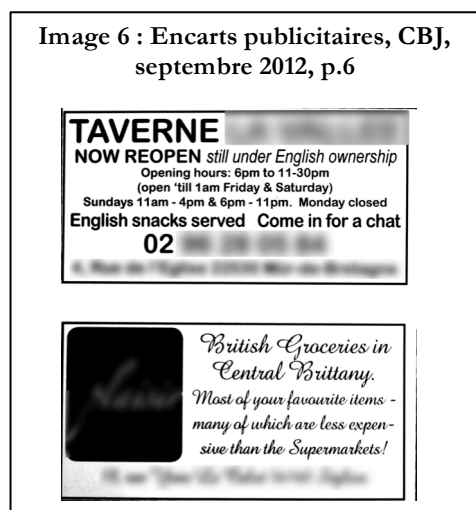 Image 6 : Encarts publicitaires, CBJ,
septembre 2012, p.6
TAVERNE
NOW REOPEN still under English ownership
Opening hours: 6pm to 11-30pm
(open 'till 1am Friday & Saturday)
Sundays 11am - 4pm & 6pm - 11pm. Monday closed
English snacks served Come in for a chat
02
British Groceries in
Central Brittany.
Most of your favourite items -
many of which are less expen-
sive than the Supermarkets!